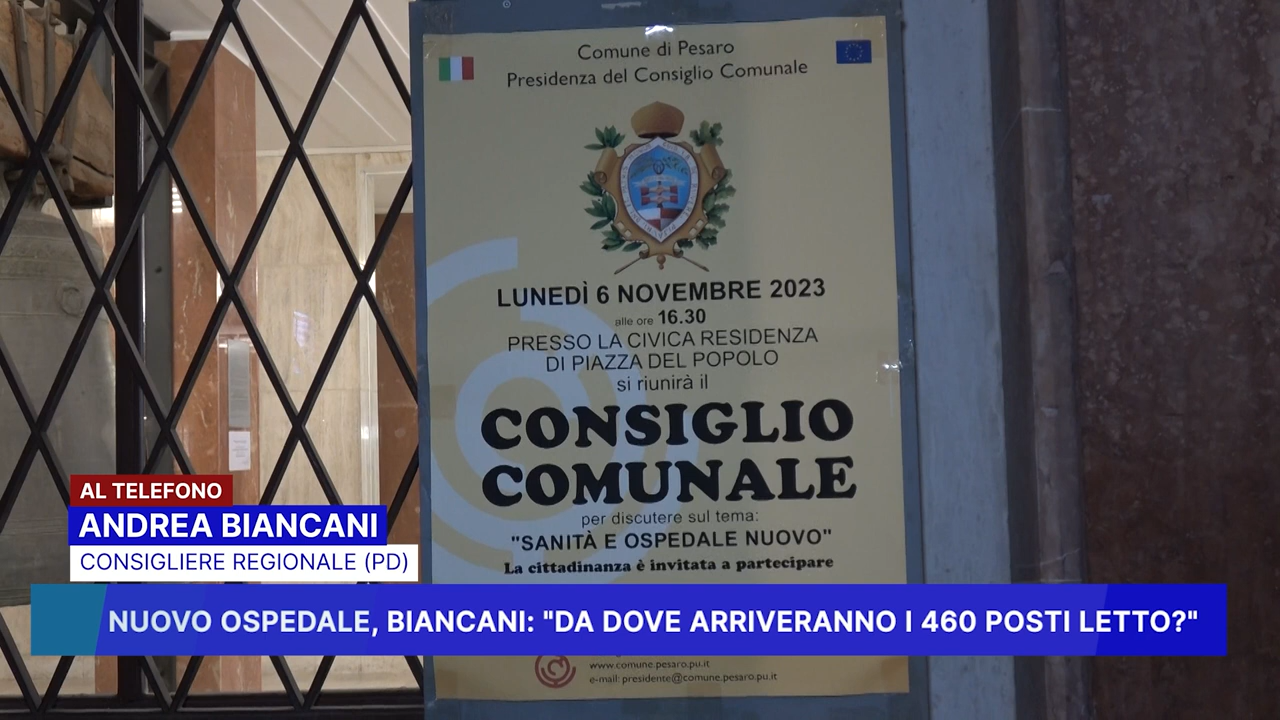 Comune di Pesaro
Presidenza del Consiglio Comunale
LUNEDÌ 6 NOVEMBRE 2023
alle ore 16.30
PRESSO LA CIVICA RESIDENZA
DI PIAZZA DEL POPOLO
si riunirà il
CONSIGLIO
COMUNALE
per discutere sul tema:
"SANITÀ E OSPEDALE NUOVO"
La cittadinanza è invitata a partecipare
AL TELEFONO
ANDREA BIANCANI
CONSIGLIERE REGIONALE (PD)
NUOVO OSPEDALE, BIANCANI: "DA DOVE ARRIVERANNO I 460 POSTI LETTO?"
www.comune.pesaro.pu.it
e-mail: presidente@comune.pesaro.pu.it